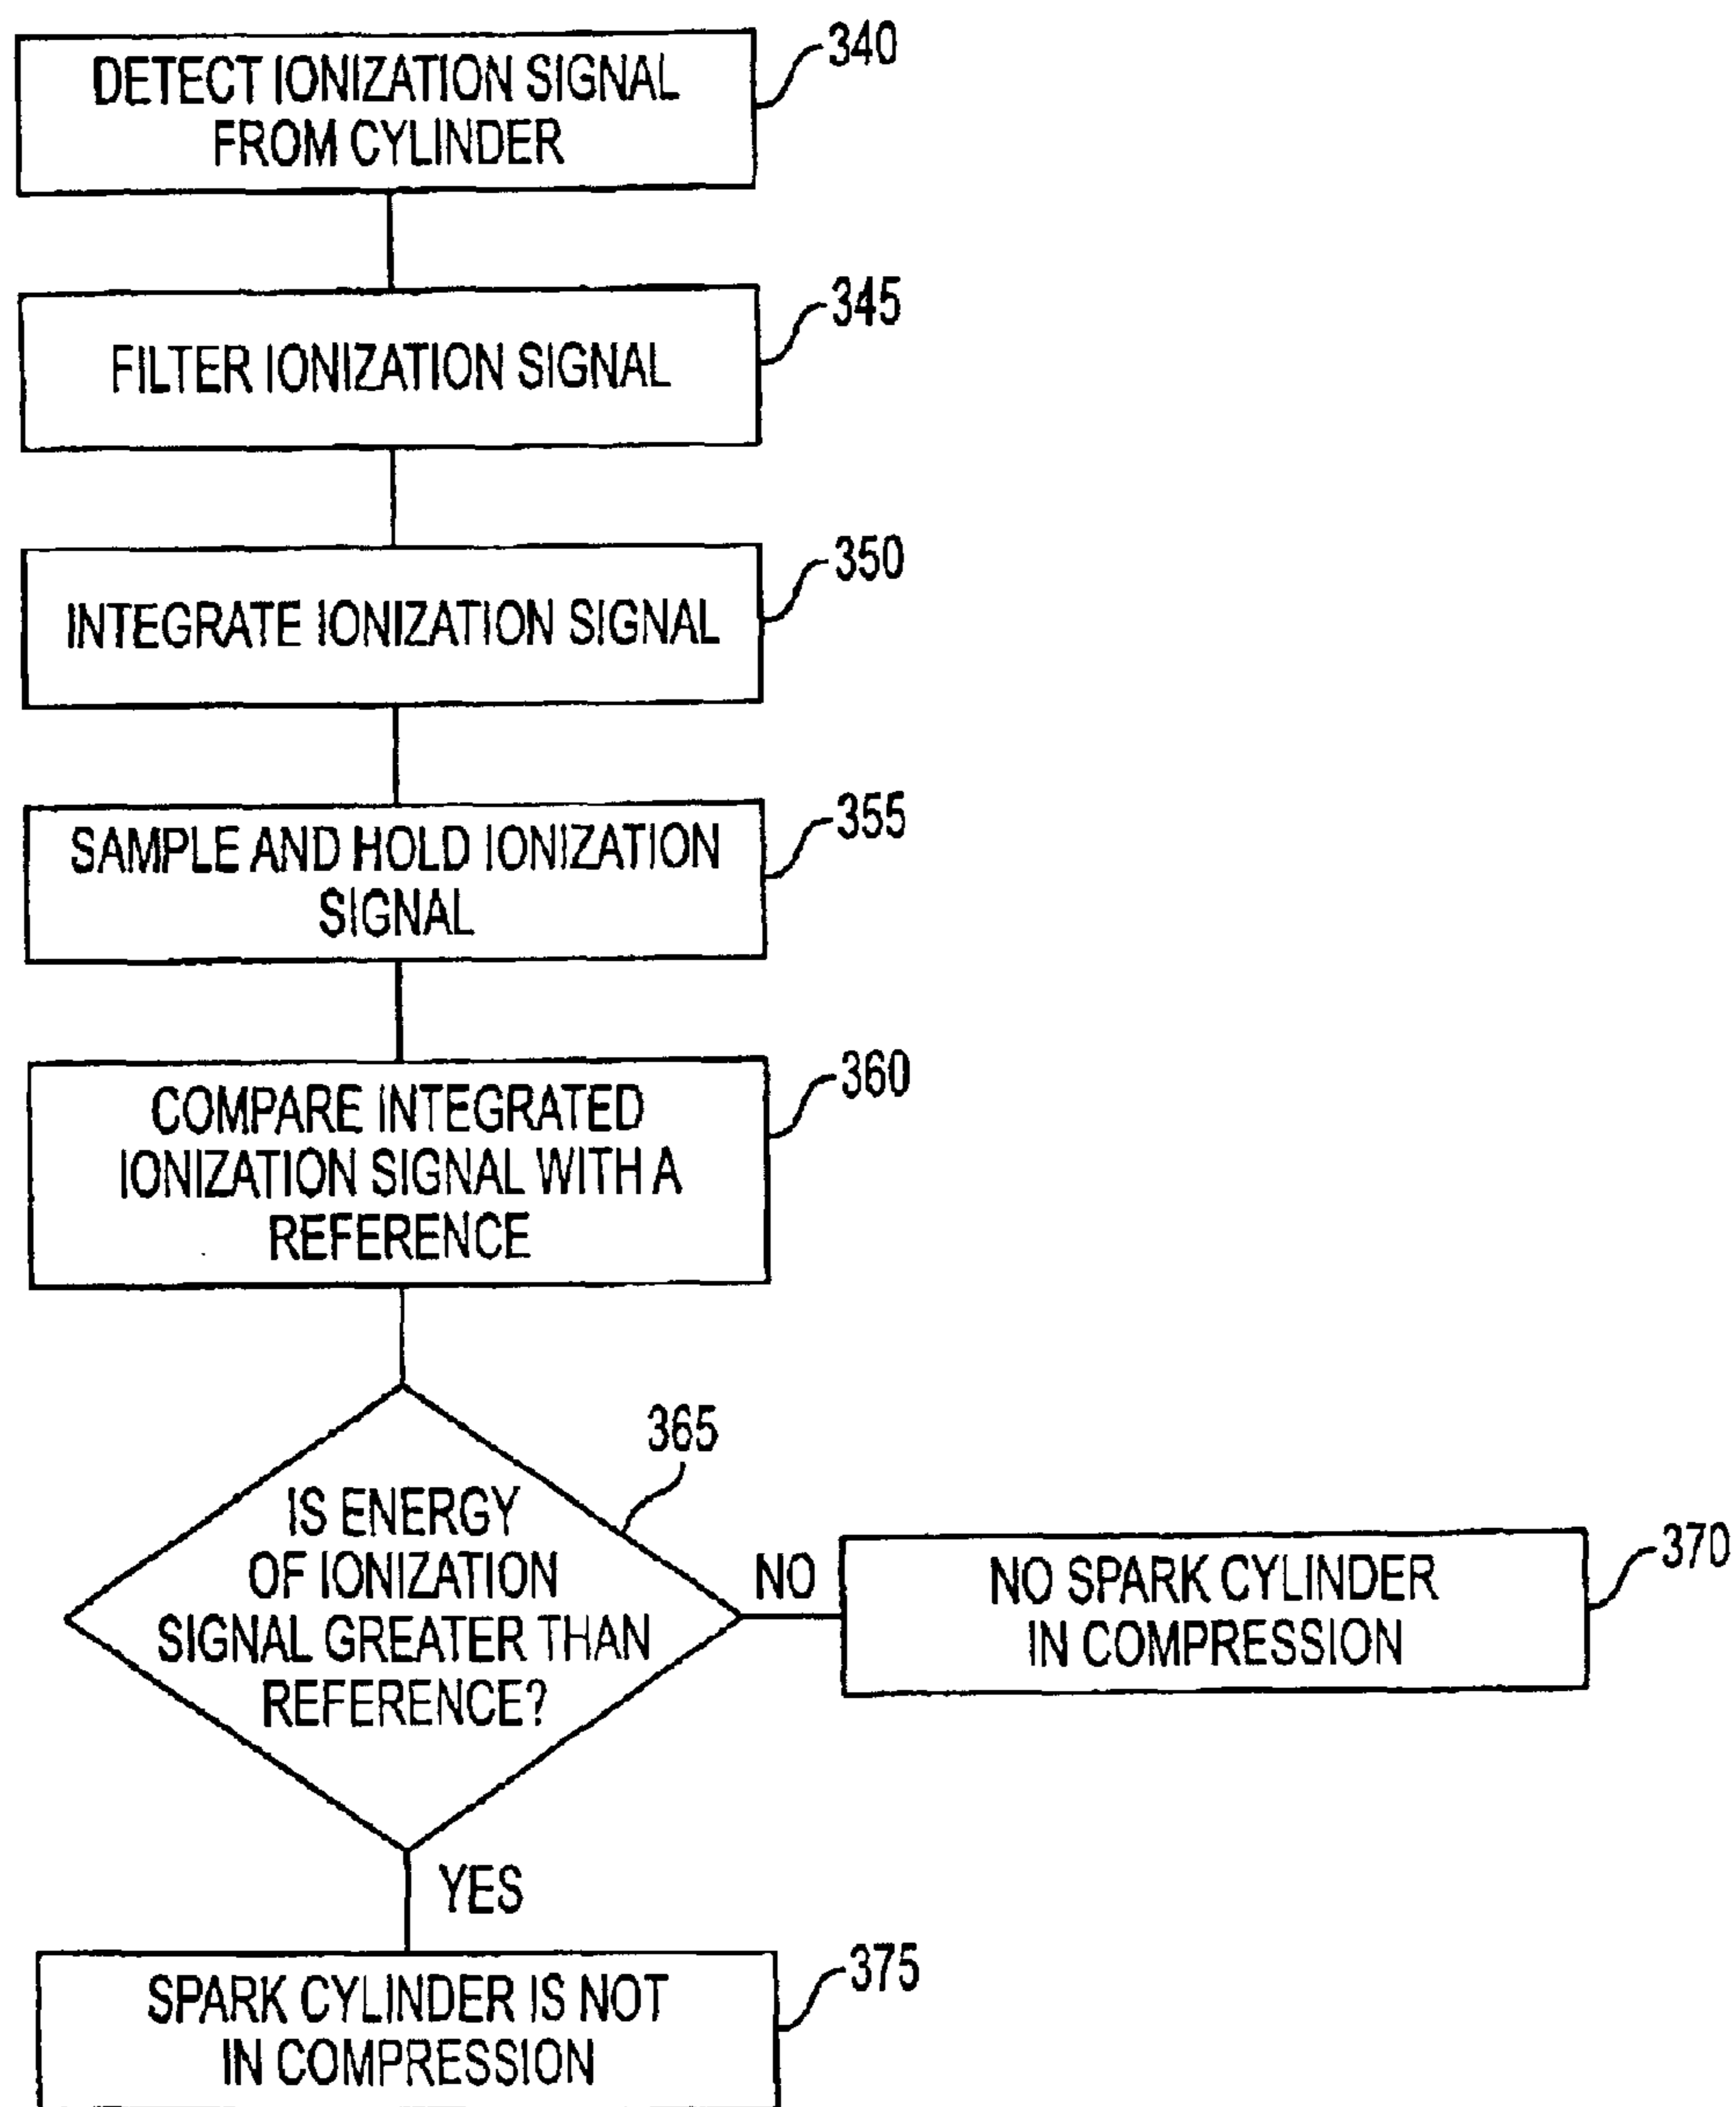 340
DETECT IONIZATION SIGNAL
FROM CYLINDER
345
FILTER IONIZATION SIGNAL
350
INTEGRATE IONIZATION SIGNAL
355
SAMPLE AND HOLD IONIZATION
SIGNAL
360
COMPARE INTEGRATED
IONIZATION SIGNAL WITH A
REFERENCE
365
IS ENERGY
OF IONIZATION
SIGNAL GREATER THAN
REFERENCE?
NO
370
NO SPARK CYLINDER
IN COMPRESSION
YES
375
SPARK CYLINDER IS NOT
IN COMPRESSION